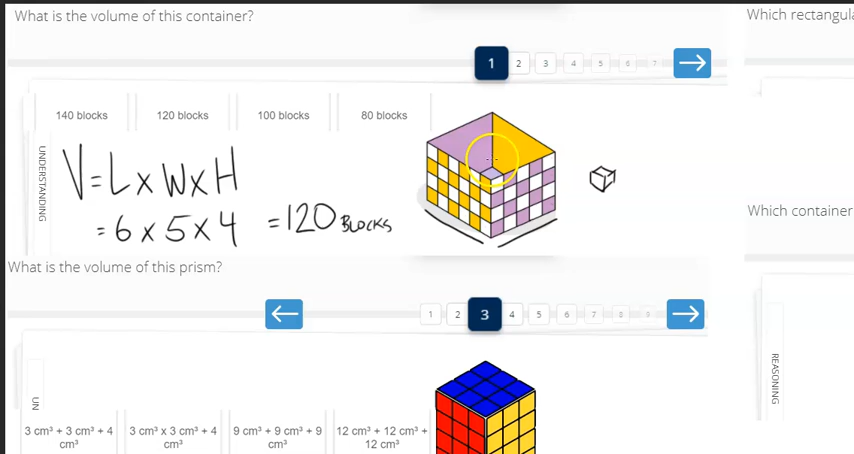 What is the volume of this container?
Which rectangula
1 2 3 4 5 6 7
140 blocks 120 blocks 100 blocks 80 blocks
UNDERSTANDING
V = L x W x H
= 6 x 5 x 4 = 120 BLOCKS
Which container
What is the volume of this prism?
1 2 3 4 5 6 7 8 9
REASONING
UN
3 cm³ + 3 cm³ + 4 cm³
3 cm³ x 3 cm³ + 4 cm³
9 cm³ + 9 cm³ + 9 cm³
12 cm³ + 12 cm³ + 12 cm³